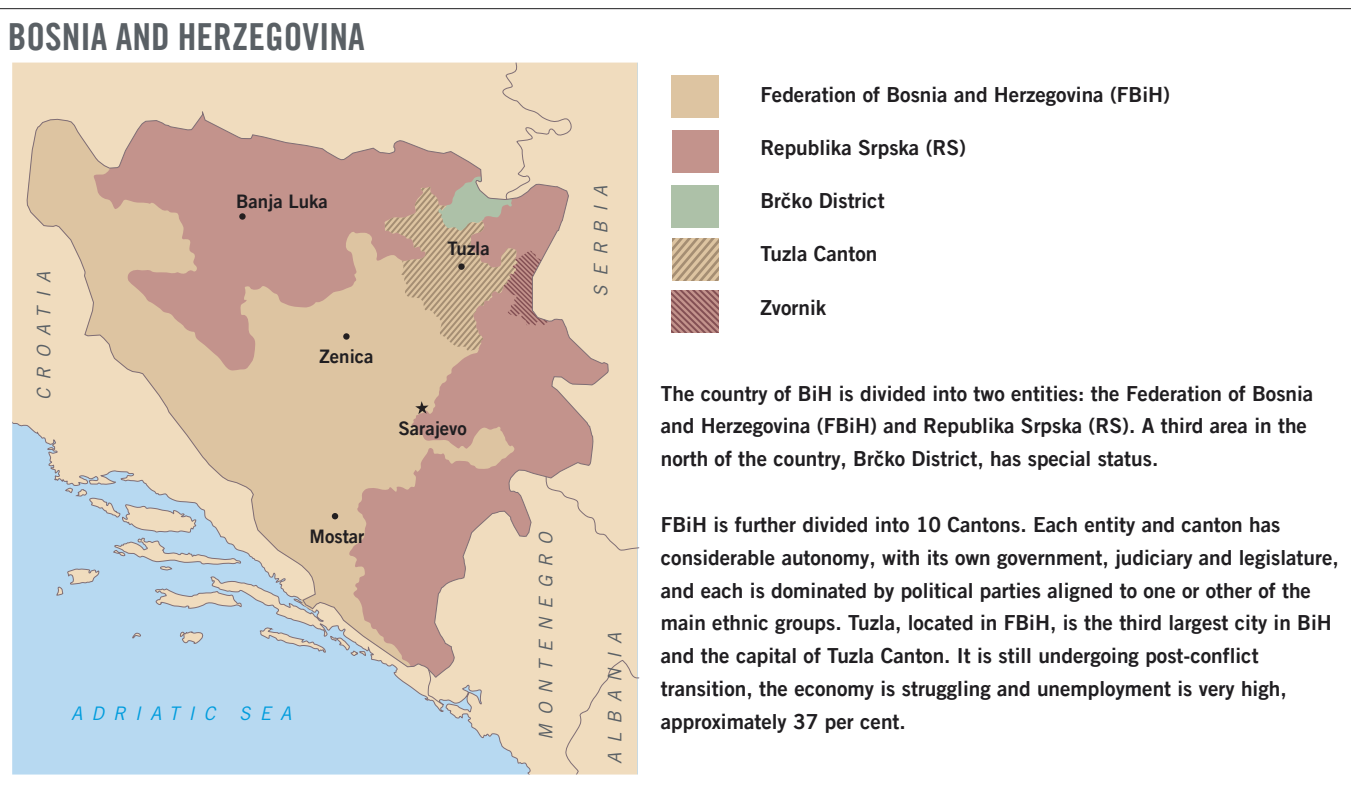 BOSNIA AND HERZEGOVINA
Banja Luka
Tuzla
Zenica
Sarajevo
Mostar
CROATIA
SERBIA
MONTENEGRO
ALBANIA
ADRIATIC SEA
Federation of Bosnia and Herzegovina (FBiH)
Republika Srpska (RS)
Brčko District
Tuzla Canton
Zvornik
The country of BiH is divided into two entities: the Federation of Bosnia
and Herzegovina (FBiH) and Republika Srpska (RS). A third area in the
north of the country, Brčko District, has special status.
FBiH is further divided into 10 Cantons. Each entity and canton has
considerable autonomy, with its own government, judiciary and legislature,
and each is dominated by political parties aligned to one or other of the
main ethnic groups. Tuzla, located in FBiH, is the third largest city in BiH
and the capital of Tuzla Canton. It is still undergoing post-conflict
transition, the economy is struggling and unemployment is very high,
approximately 37 per cent.